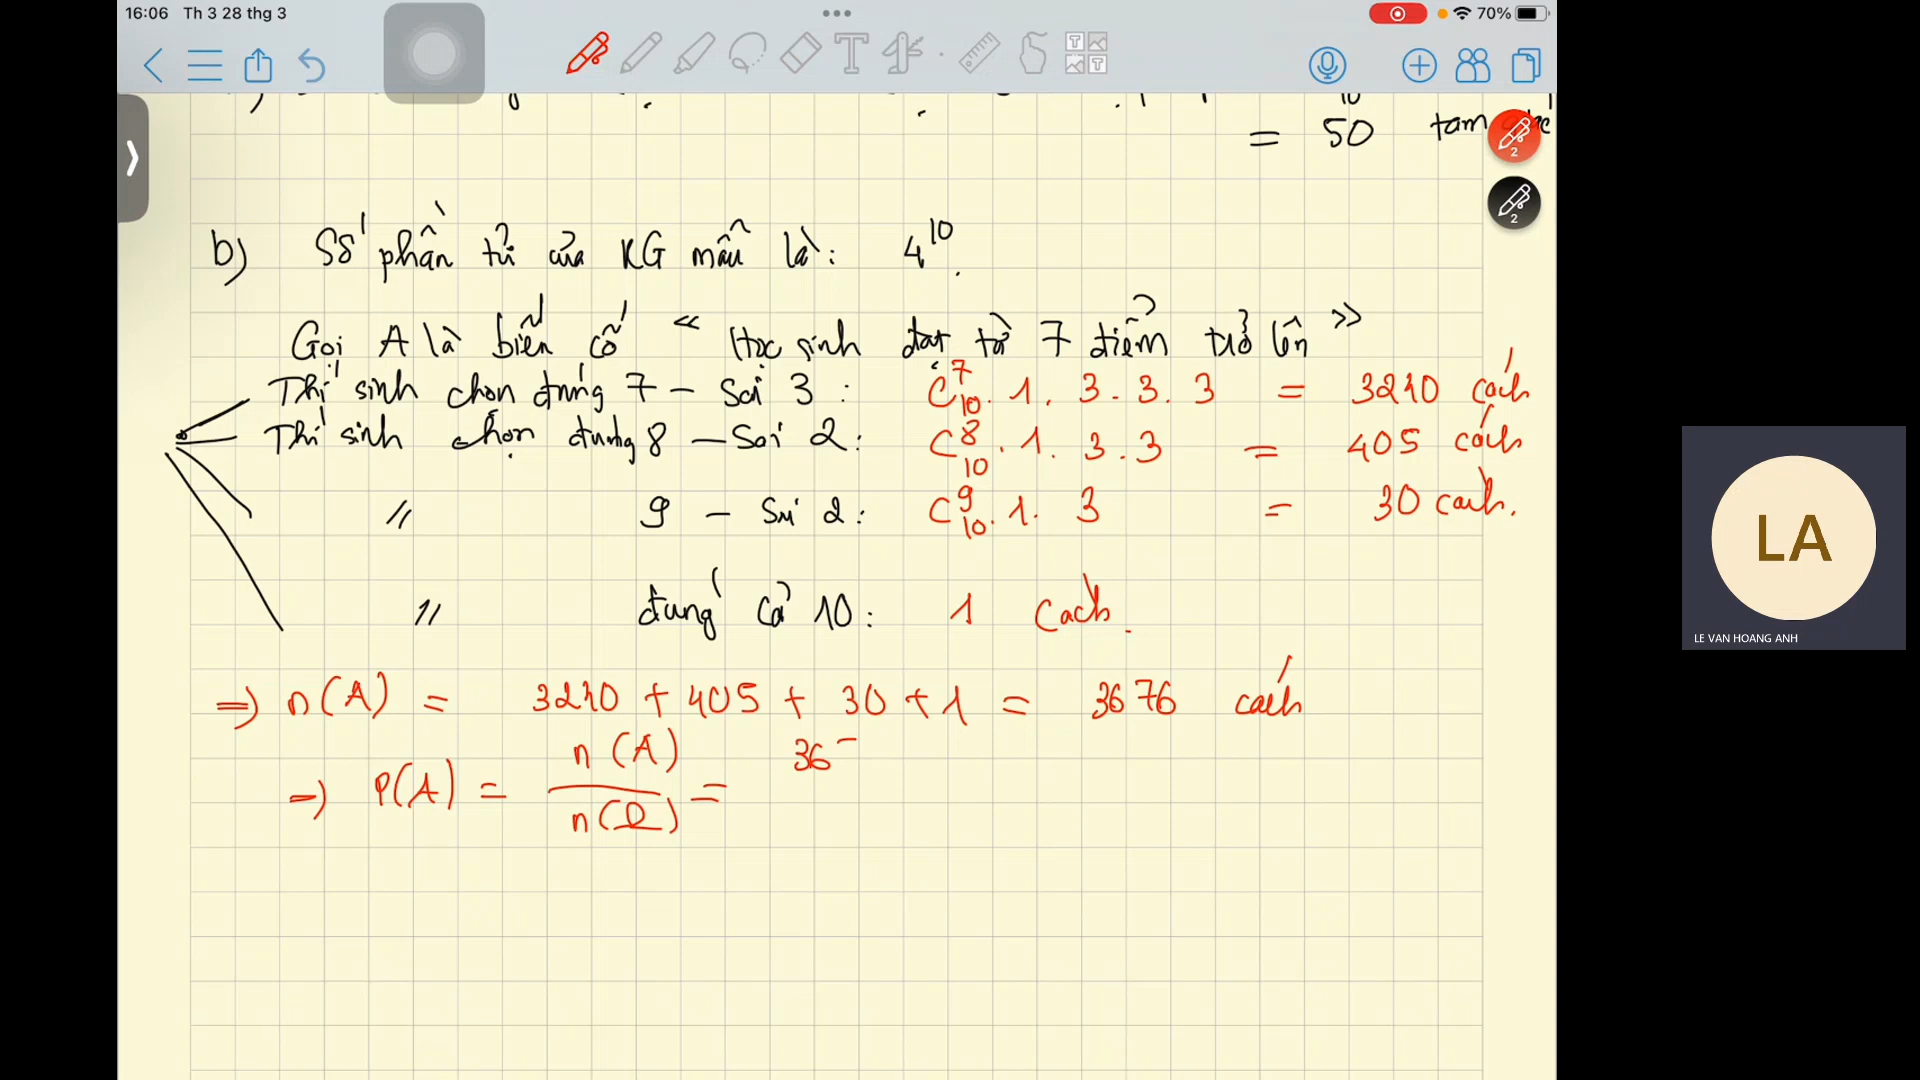 16:06 Th 3 28 thg 3 70%
= 50 tam
b) Số phần tử của KG mẫu là: 4^10.
Gọi A là biến cố " Học sinh đạt từ 7 điểm trở lên "
Thí sinh chọn đúng 7 - Sai 3 : C^7_10 . 1 . 3 . 3 . 3 = 3240 cách
Thí sinh chọn đúng 8 - Sai 2 : C^8_10 . 1 . 3 . 3 = 405 cách
// 9 - Sai 2 : C^9_10 . 1 . 3 = 30 cách.
// đúng cả 10 : 1 cách.
=> n(A) = 3240 + 405 + 30 + 1 = 3676 cách
=> P(A) = n(A) / n(Ω) = 36
LA
LE VAN HOANG ANH